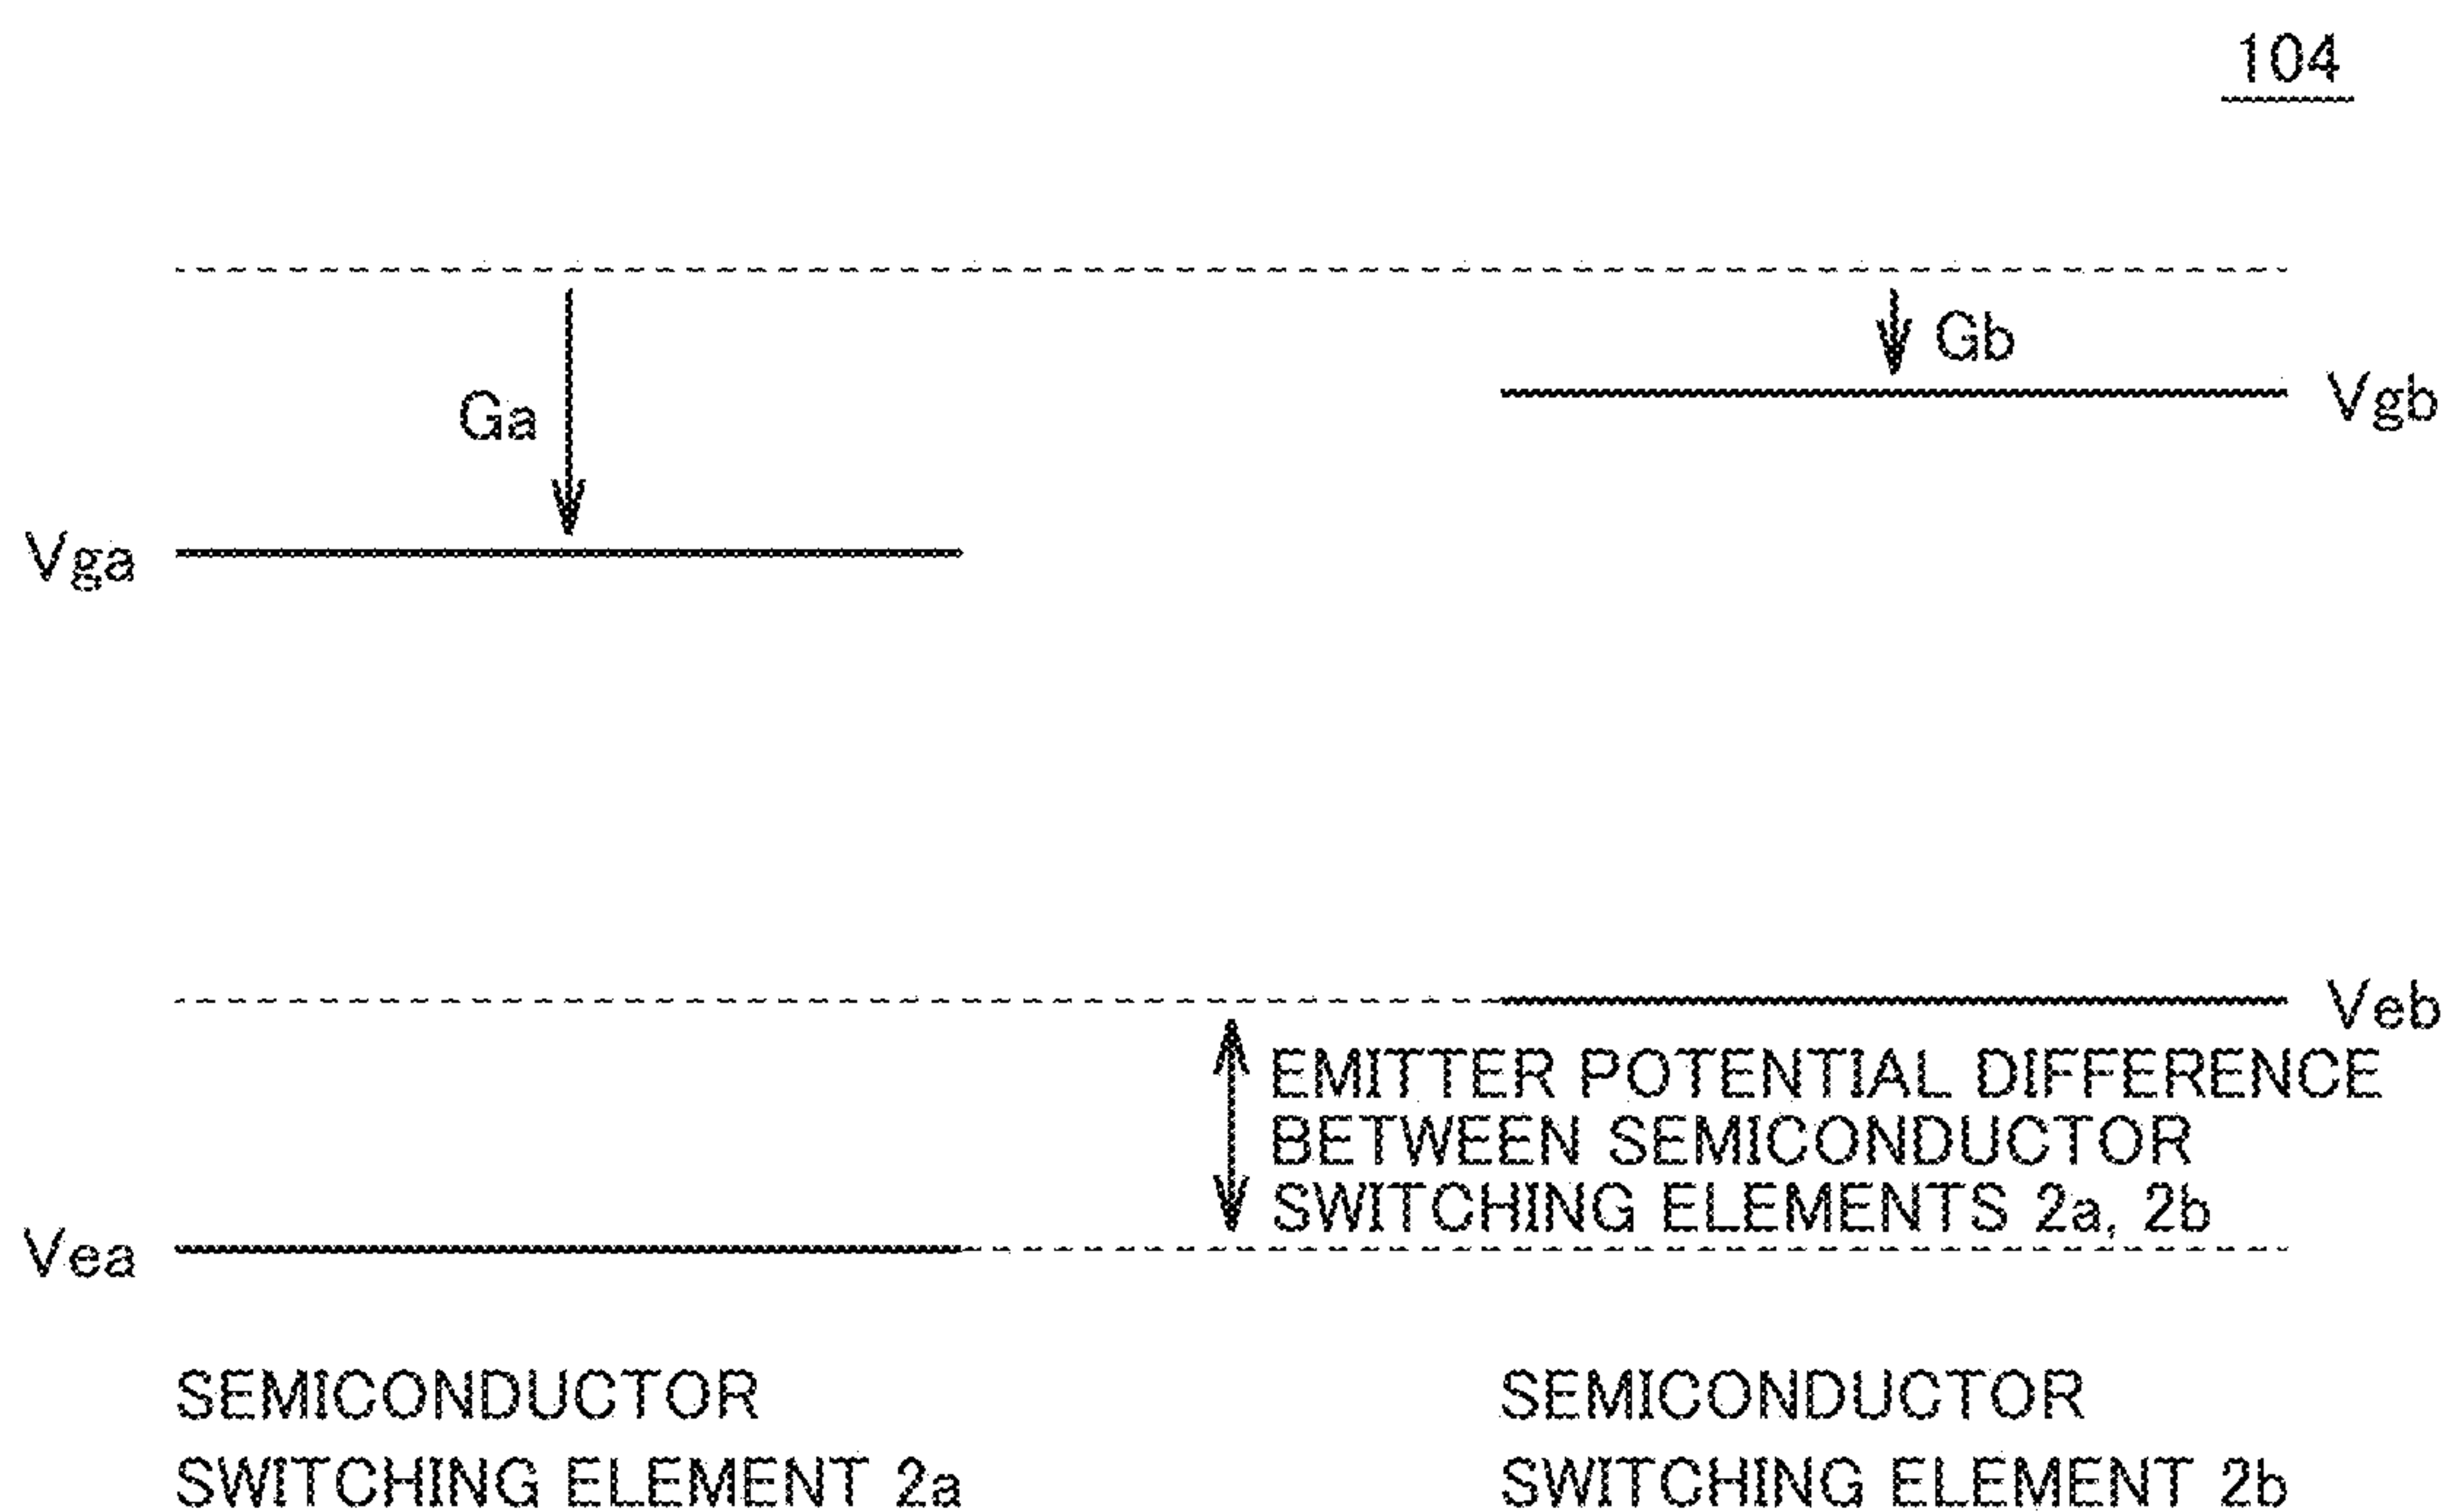 104
Ga
Gb
Vgb
Vga
Veb
EMITTER POTENTIAL DIFFERENCE
BETWEEN SEMICONDUCTOR
SWITCHING ELEMENTS 2a, 2b
Vea
SEMICONDUCTOR
SWITCHING ELEMENT 2a
SEMICONDUCTOR
SWITCHING ELEMENT 2b